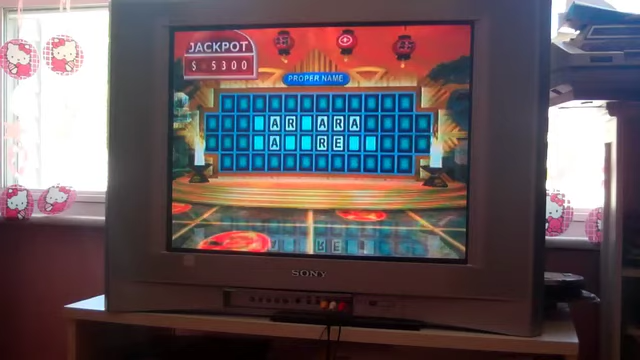 JACKPOT
$ 5300
PROPER NAME
AR ARA
A RE
SONY